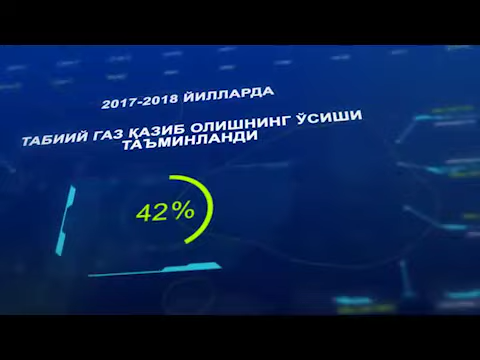 2017-2018 ЙИЛЛАРДА
ТАБИИЙ ГАЗ ҚАЗИБ ОЛИШНИНГ ЎСИШИ
ТАЪМИНЛАНДИ
42%